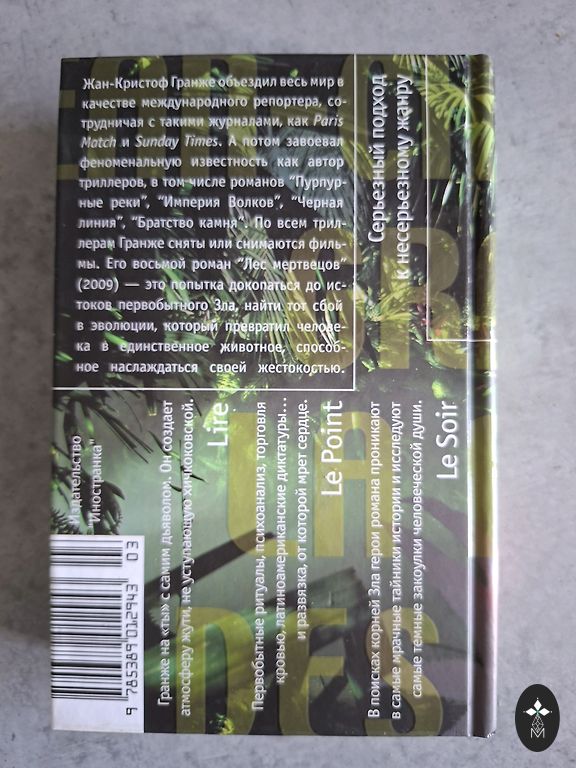 Жан-Кристоф Гранже объездил весь мир в
качестве международного репортера, со-
трудничая с такими журналами, как Paris
Match и Sunday Times. А потом завоевал
феноменальную известность как автор
триллеров, в том числе романов "Пурпур-
ные реки", "Империя Волков", "Черная
линия", "Братство камня". По всем трил-
лерам Гранже сняты или снимаются филь-
мы. Его восьмой роман "Лес мертвецов"
(2009) — это попытка докопаться до ис-
токов первобытного Зла, найти тот сбой
в эволюции, который превратил челове-
ка в единственное животное, способ-
ное наслаждаться своей жестокостью.
Серьезный подход
к несерьезному жанру
Гранже на «ты» с самим дьяволом. Он создает
атмосферу жути, не уступающую хичкоковской.
Lire
Первобытные ритуалы, психоанализ, торговля
кровью, латиноамериканские диктатуры...
и развязка, от которой мрет сердце.
Le Point
В поисках корней Зла герои романа проникают
в самые мрачные тайники истории и исследуют
самые темные закоулки человеческой души.
Le Soir
Издательство
"Иностранка"
03
9 785389 012943
LA
DES
M